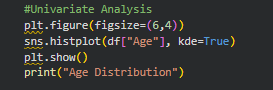 #Univariate Analysis
plt.figure(figsize=(6,4))
sns.histplot(df["Age"], kde=True)
plt.show()
print("Age Distribution")